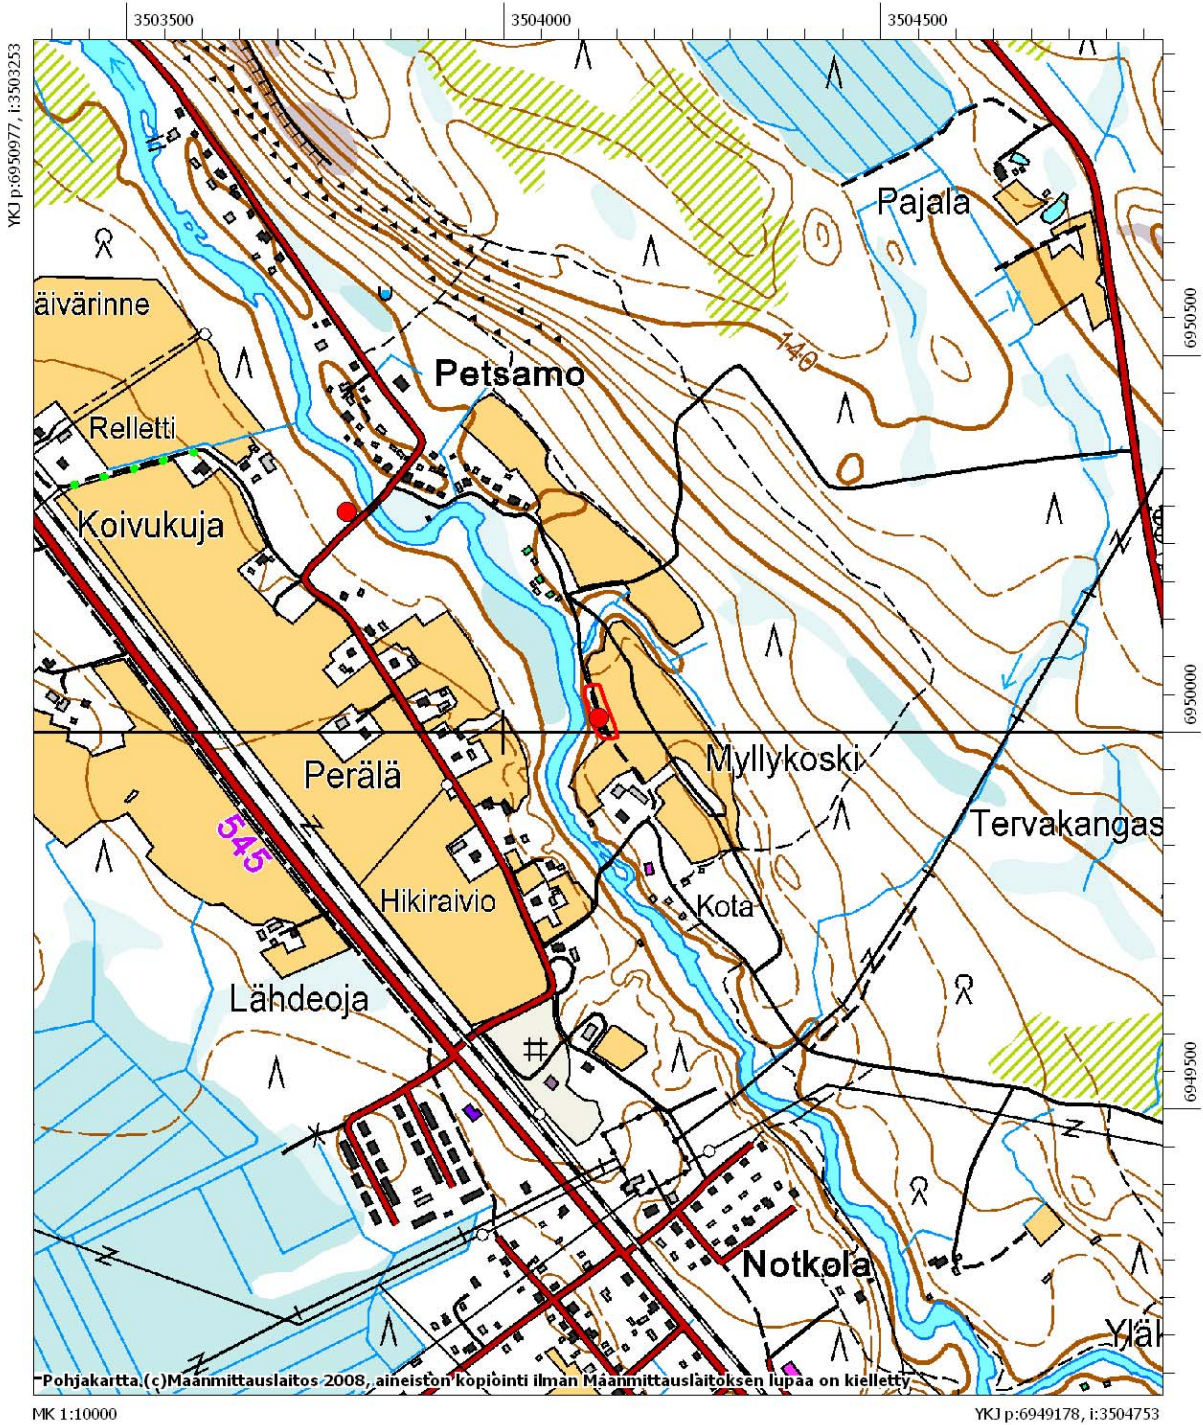 3503500
3504000
3504500
YKJ p:6950977, i:3503253
Pajala
äivärinne
6950500
140
Petsamo
Relletti
Koivukuja
6950000
Myllykoski
Perälä
Tervakangas
545
Hikiraivio
Kota
Lähdeoja
6949500
Notkola
Yläk
Pohjakartta (c)Maanmittauslaitos 2008, aineiston kopiointi ilman Maanmittauslaitoksen lupaa on kielletty
MK 1:10000
YKJ p:6949178, i:3504753